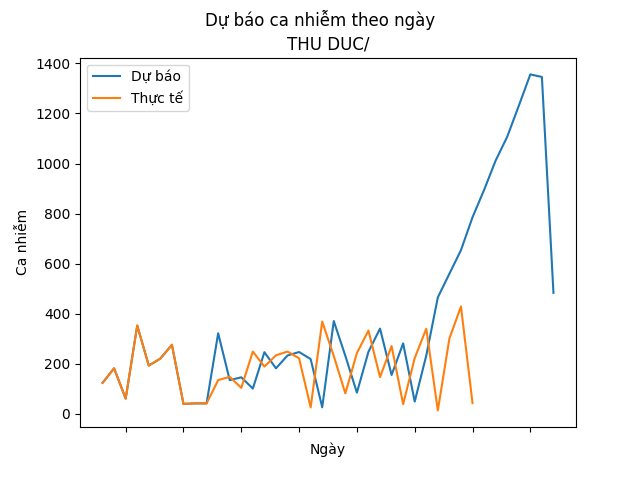 Dự báo ca nhiễm theo ngày
THU DUC/
Dự báo
Thực tế
1400
1200
1000
800
600
400
200
0
Ca nhiễm
Ngày